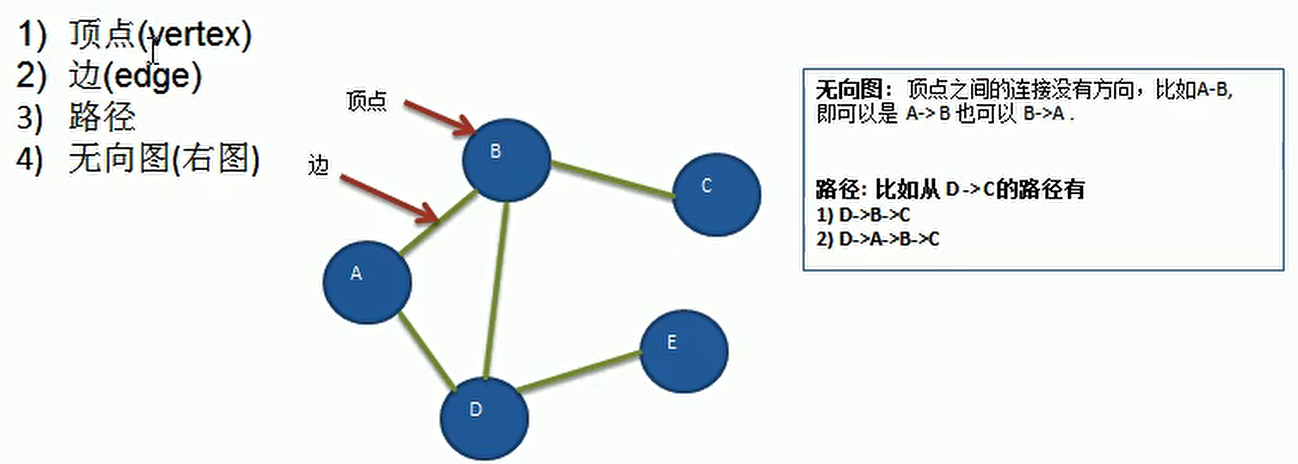 1) 顶点(vertex)
2) 边(edge)
3) 路径
4) 无向图(右图)
顶点
边
B
C
A
E
D
无向图：顶点之间的连接没有方向，比如A-B,
即可以是 A-> B 也可以 B->A .
路径: 比如从 D ->C的路径有
1) D->B->C
2) D->A->B->C